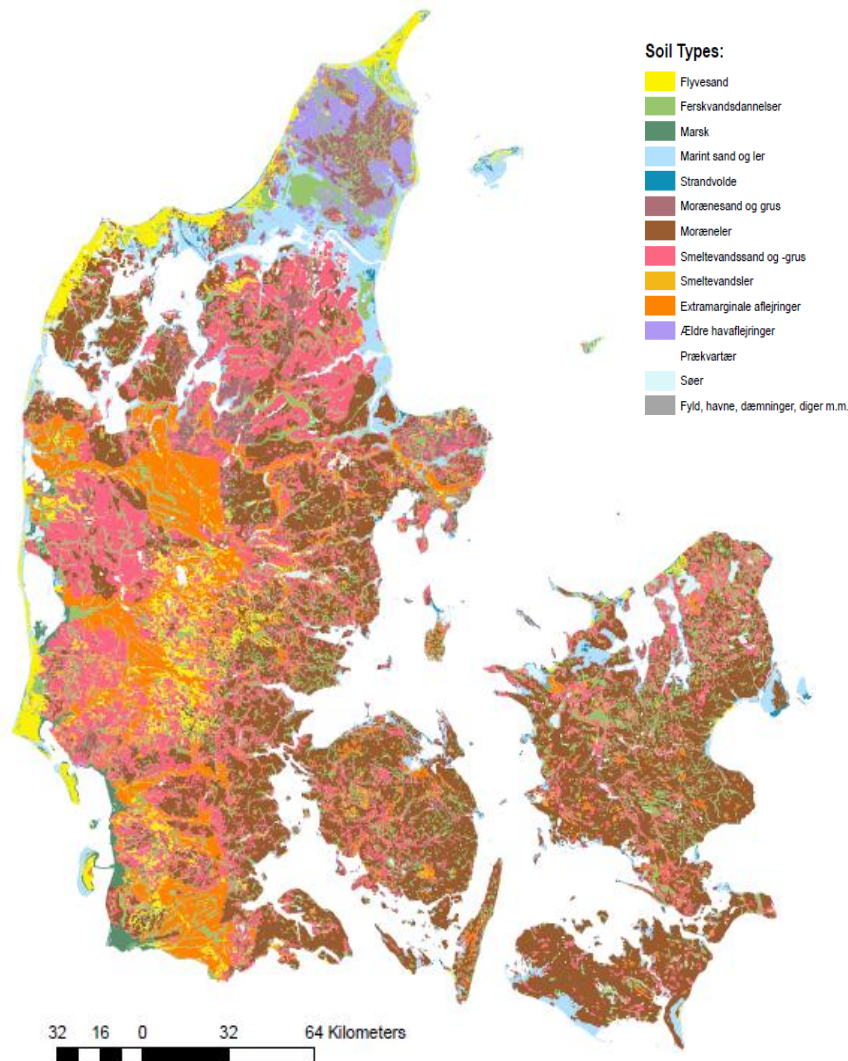 Soil Types:
Flyvesand
Ferskvandsdannelser
Marsk
Marint sand og ler
Strandvolde
Morænesand og grus
Moræneler
Smeltevandssand og -grus
Smeltevandsler
Extramarginale aflejringer
Ældre havaflejringer
Prækvartær
Søer
Fyld, havne, dæmninger, diger m.m.
32 16 0 32 64 Kilometers